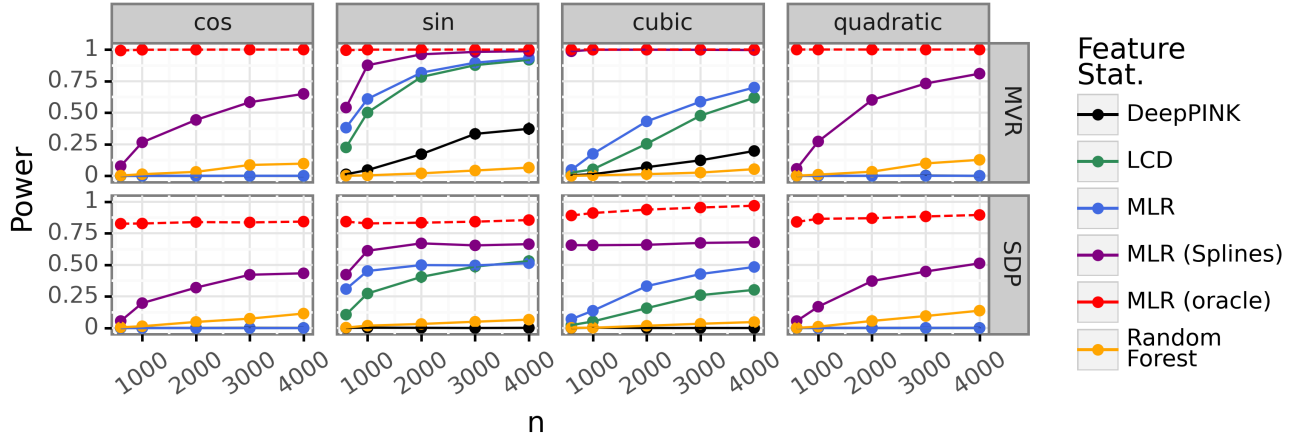 cos sin cubic quadratic
Power
1
0.75
0.50
0.25
0
MVR
1
0.75
0.50
0.25
0
SDP
1000 2000 3000 4000 1000 2000 3000 4000 1000 2000 3000 4000 1000 2000 3000 4000
n
Feature
Stat.
DeepPINK
LCD
MLR
MLR (Splines)
MLR (oracle)
Random
Forest